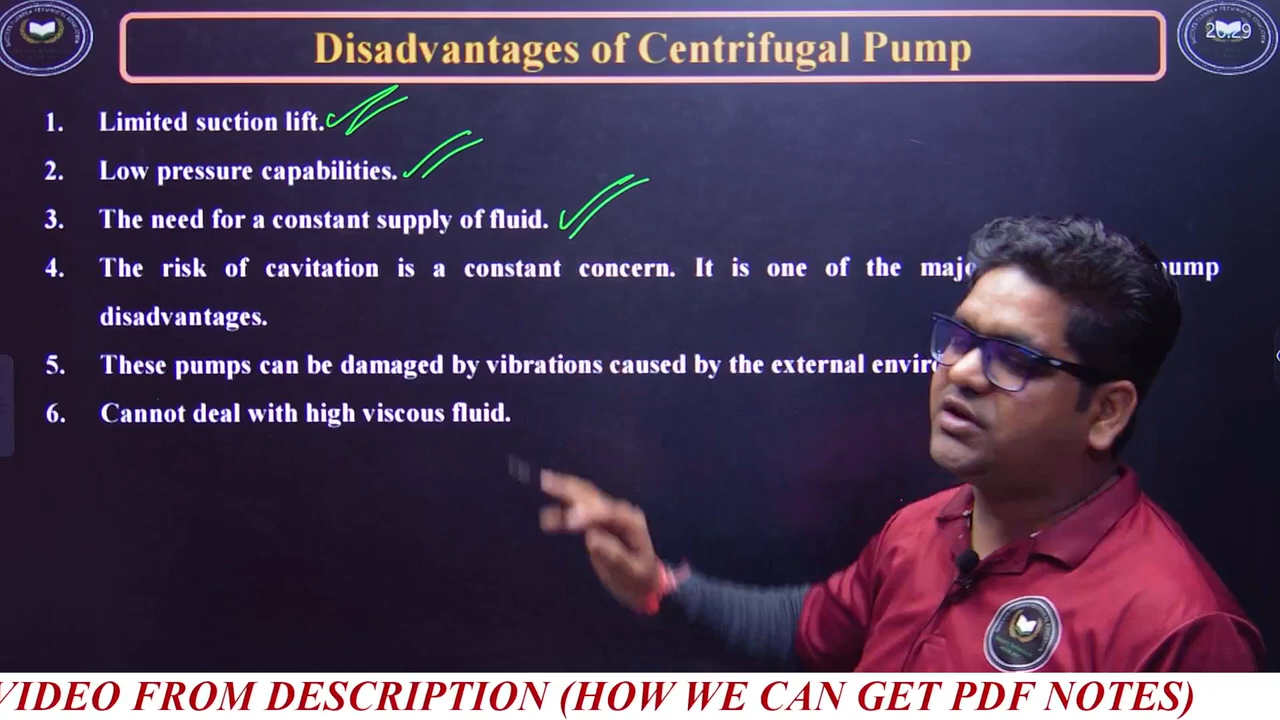 Disadvantages of Centrifugal Pump
20:29
1. Limited suction lift.
2. Low pressure capabilities.
3. The need for a constant supply of fluid.
4. The risk of cavitation is a constant concern. It is one of the
disadvantages.
5. These pumps can be damaged by vibrations caused by the external
6. Cannot deal with high viscous fluid.
VIDEO FROM DESCRIPTION (HOW WE CAN GET PDF NOTES)